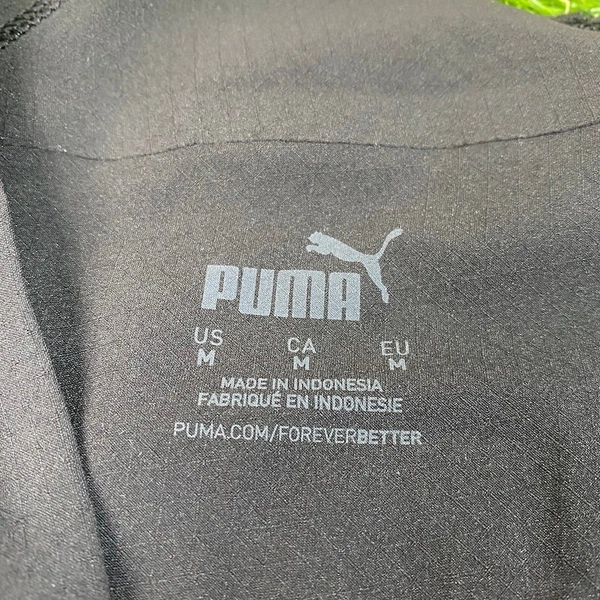 PUMA
US CA EU
M M M
MADE IN INDONESIA
FABRIQUÉ EN INDONESIE
PUMA.COM/FOREVERBETTER